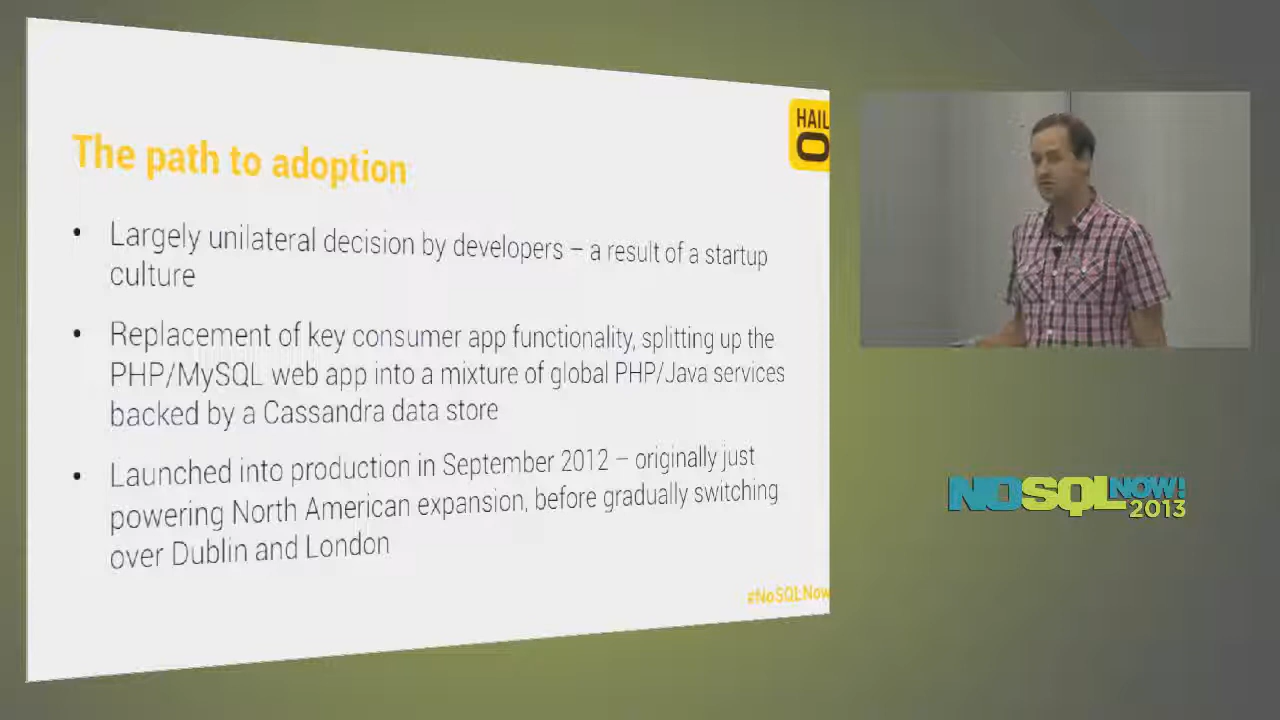 HAIL
O
The path to adoption
• Largely unilateral decision by developers – a result of a startup
culture
• Replacement of key consumer app functionality, splitting up the
PHP/MySQL web app into a mixture of global PHP/Java services
backed by a Cassandra data store
• Launched into production in September 2012 – originally just
powering North American expansion, before gradually switching
over Dublin and London
#NoSQLNow
NOSQLNOW!
2013